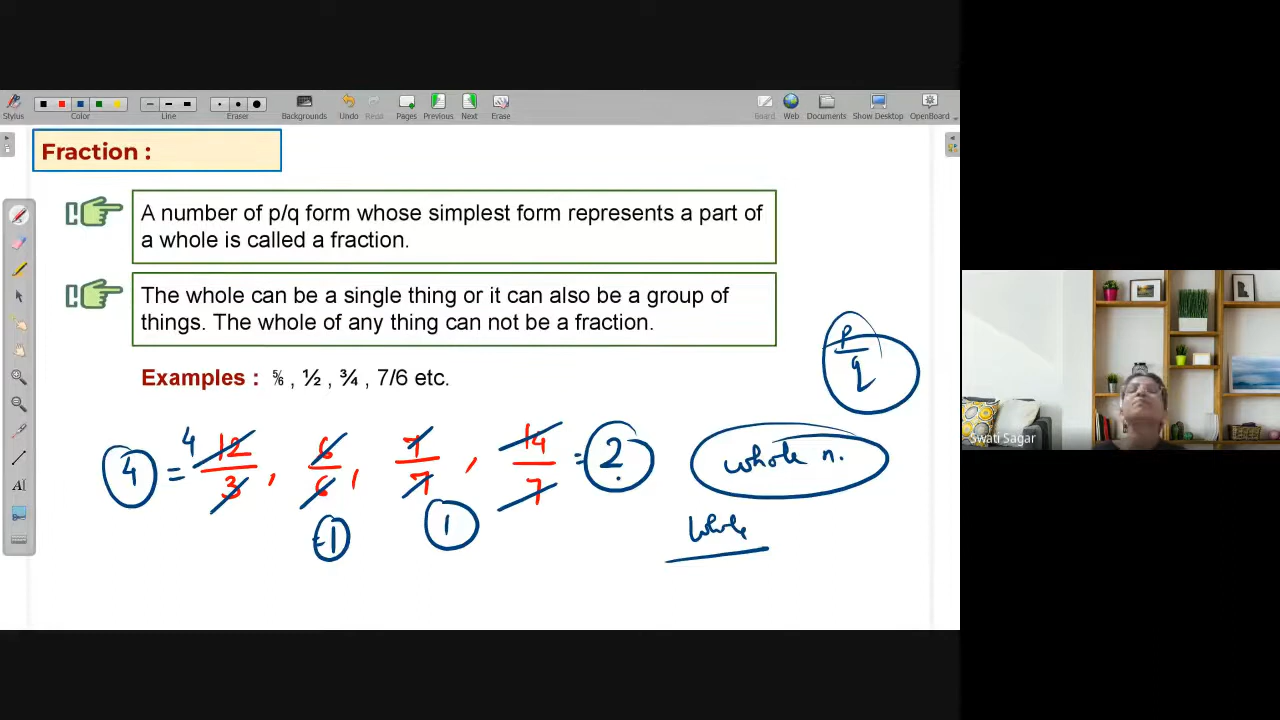 Stylus Color Line Eraser Backgrounds Undo Redo Pages Previous Next Erase Board Web Documents Show Desktop OpenBoard
Fraction :
A number of p/q form whose simplest form represents a part of
a whole is called a fraction.
The whole can be a single thing or it can also be a group of
things. The whole of any thing can not be a fraction.
p/q
Examples : ⅚ , ½ , ¾ , 7/6 etc.
4 = 4 12/3 , 6/6 , 7/7 , 14/7 = 2 whole n.
=1 1 whole
Swati Sagar